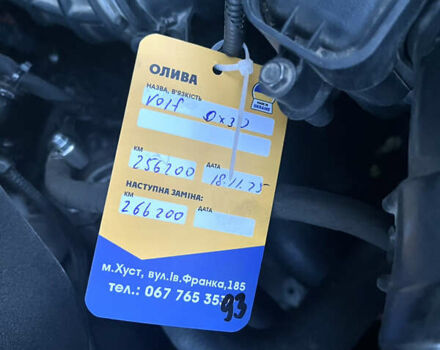 ОЛИВА
НАЗВА, В'ЯЗКІСТЬ
Volf 0x30
КМ ДАТА
256200 18.11.25
НАСТУПНА ЗАМІНА:
КМ ДАТА
266200
м.Хуст, вул.Ів.Франка,185
тел.: 067 765 35
93